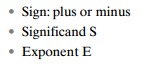 • Sign: plus or minus
• Significand S
• Exponent E